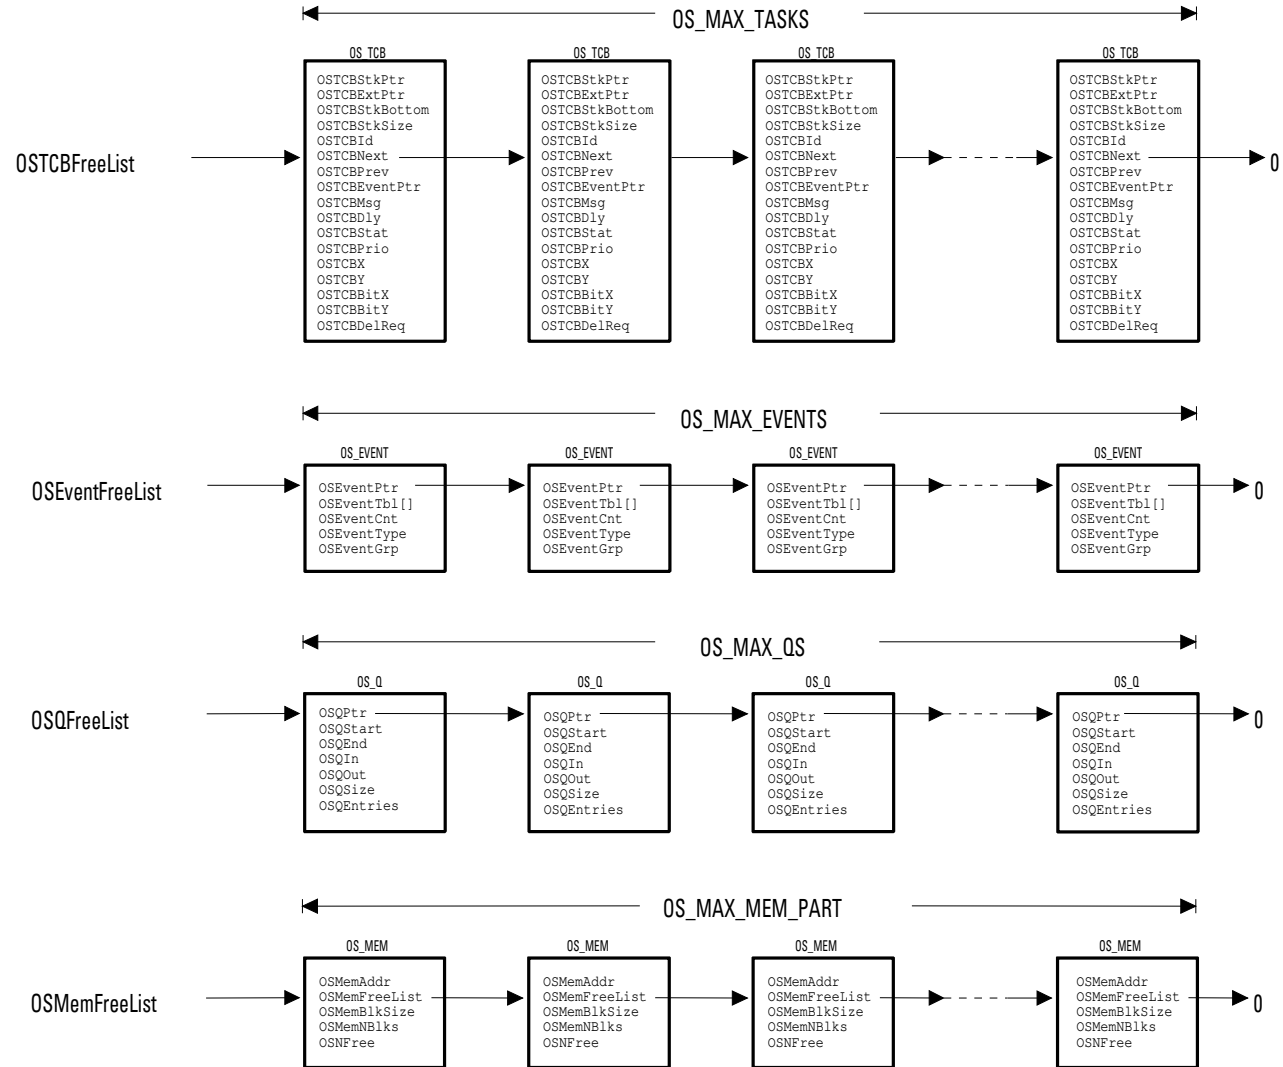 OS_MAX_TASKS
OS_TCB OS_TCB OS_TCB OS_TCB
OSTCBStkPtr OSTCBStkPtr OSTCBStkPtr OSTCBStkPtr
OSTCBExtPtr OSTCBExtPtr OSTCBExtPtr OSTCBExtPtr
OSTCBStkBottom OSTCBStkBottom OSTCBStkBottom OSTCBStkBottom
OSTCBStkSize OSTCBStkSize OSTCBStkSize OSTCBStkSize
OSTCBId OSTCBId OSTCBId OSTCBId
OSTCBFreeList OSTCBNext OSTCBNext OSTCBNext OSTCBNext 0
OSTCBPrev OSTCBPrev OSTCBPrev OSTCBPrev
OSTCBEventPtr OSTCBEventPtr OSTCBEventPtr OSTCBEventPtr
OSTCBMsg OSTCBMsg OSTCBMsg OSTCBMsg
OSTCBDly OSTCBDly OSTCBDly OSTCBDly
OSTCBStat OSTCBStat OSTCBStat OSTCBStat
OSTCBPrio OSTCBPrio OSTCBPrio OSTCBPrio
OSTCBX OSTCBX OSTCBX OSTCBX
OSTCBY OSTCBY OSTCBY OSTCBY
OSTCBBitX OSTCBBitX OSTCBBitX OSTCBBitX
OSTCBBitY OSTCBBitY OSTCBBitY OSTCBBitY
OSTCBDelReq OSTCBDelReq OSTCBDelReq OSTCBDelReq
OS_MAX_EVENTS
OS_EVENT OS_EVENT OS_EVENT OS_EVENT
OSEventFreeList OSEventPtr OSEventPtr OSEventPtr OSEventPtr 0
OSEventTbl[] OSEventTbl[] OSEventTbl[] OSEventTbl[]
OSEventCnt OSEventCnt OSEventCnt OSEventCnt
OSEventType OSEventType OSEventType OSEventType
OSEventGrp OSEventGrp OSEventGrp OSEventGrp
OS_MAX_QS
OS_Q OS_Q OS_Q OS_Q
OSQFreeList OSQPtr OSQPtr OSQPtr OSQPtr 0
OSQStart OSQStart OSQStart OSQStart
OSQEnd OSQEnd OSQEnd OSQEnd
OSQIn OSQIn OSQIn OSQIn
OSQOut OSQOut OSQOut OSQOut
OSQSize OSQSize OSQSize OSQSize
OSQEntries OSQEntries OSQEntries OSQEntries
OS_MAX_MEM_PART
OS_MEM OS_MEM OS_MEM OS_MEM
OSMemAddr OSMemAddr OSMemAddr OSMemAddr
OSMemFreeList OSMemFreeList OSMemFreeList OSMemFreeList OSMemFreeList 0
OSMemBlkSize OSMemBlkSize OSMemBlkSize OSMemBlkSize
OSMemNBlks OSMemNBlks OSMemNBlks OSMemNBlks
OSNFree OSNFree OSNFree OSNFree